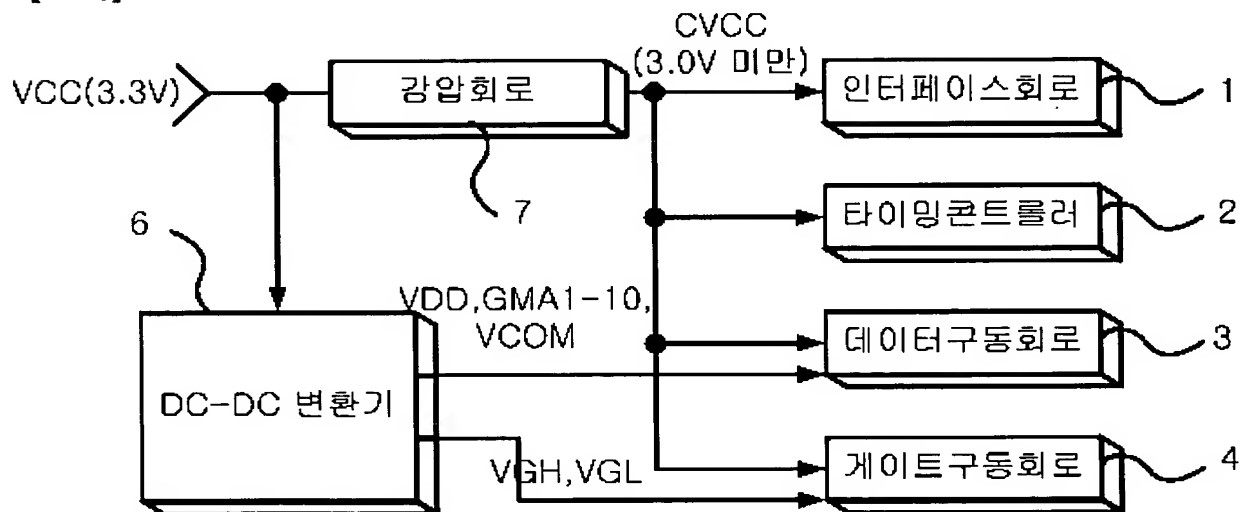 CVCC
(3.0V 미만)
VCC(3.3V)
강압회로
인터페이스회로
1
7
타이밍콘트롤러
2
6
VDD,GMA1-10,
VCOM
데이터구동회로
3
DC-DC 변환기
VGH,VGL
게이트구동회로
4